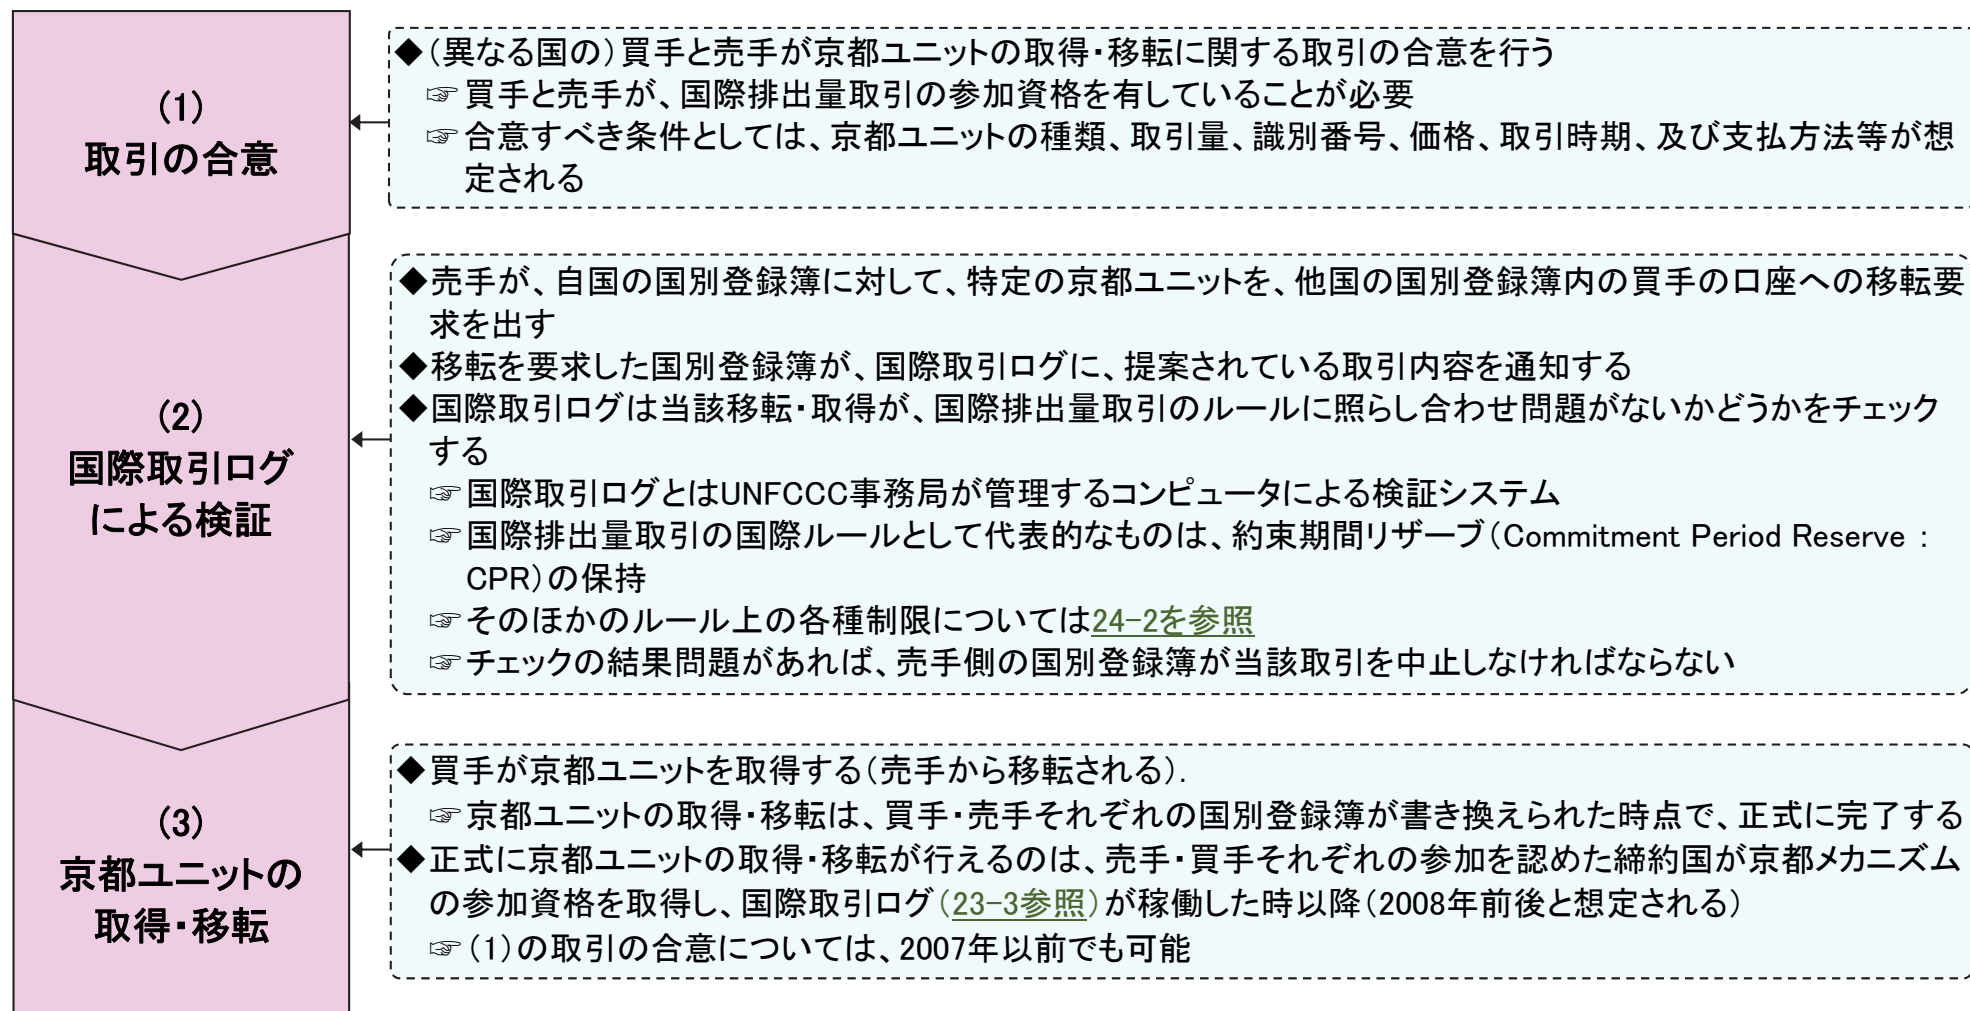 (1)
取引の合意
◆(異なる国の)買手と売手が京都ユニットの取得・移転に関する取引の合意を行う
☞買手と売手が、国際排出量取引の参加資格を有していることが必要
☞合意すべき条件としては、京都ユニットの種類、取引量、識別番号、価格、取引時期、及び支払方法等が想
定される
(2)
国際取引ログ
による検証
◆売手が、自国の国別登録簿に対して、特定の京都ユニットを、他国の国別登録簿内の買手の口座への移転要
求を出す
◆移転を要求した国別登録簿が、国際取引ログに、提案されている取引内容を通知する
◆国際取引ログは当該移転・取得が、国際排出量取引のルールに照らし合わせ問題がないかどうかをチェック
する
☞国際取引ログとはUNFCCC事務局が管理するコンピュータによる検証システム
☞国際排出量取引の国際ルールとして代表的なものは、約束期間リザーブ(Commitment Period Reserve :
CPR)の保持
☞そのほかのルール上の各種制限については24-2を参照
☞チェックの結果問題があれば、売手側の国別登録簿が当該取引を中止しなければならない
(3)
京都ユニットの
取得・移転
◆買手が京都ユニットを取得する(売手から移転される).
☞京都ユニットの取得・移転は、買手・売手それぞれの国別登録簿が書き換えられた時点で、正式に完了する
◆正式に京都ユニットの取得・移転が行えるのは、売手・買手それぞれの参加を認めた締約国が京都メカニズム
の参加資格を取得し、国際取引ログ(23-3参照)が稼働した時以降(2008年前後と想定される)
☞(1)の取引の合意については、2007年以前でも可能